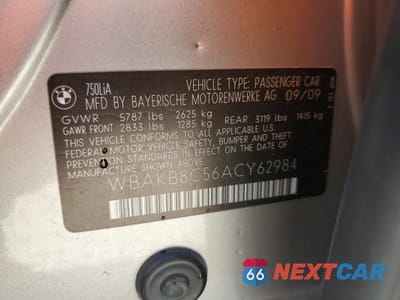 BMW
750LiA VEHICLE TYPE: PASSENGER CAR
MFD BY BAYERISCHE MOTORENWERKE AG 09/09
GVWR 5787 lbs 2625 kg
GAWR FRONT 2833 lbs 1285 kg REAR 3119 lbs 1415 kg
THIS VEHICLE CONFORMS TO ALL APPLICABLE
FEDERAL MOTOR VEHICLE SAFETY, BUMPER, AND THEFT
PREVENTION STANDARDS IN EFFECT ON THE DATE OF
MANUFACTURE SHOWN ABOVE.
WBAKB8C56ACY62984
66 NEXTCAR